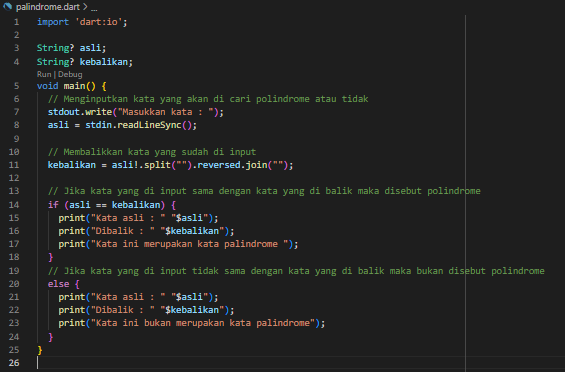 palindrome.dart > ...
1 import 'dart:io';
2
3 String? asli;
4 String? kebalikan;
Run | Debug
5 void main() {
6 // Menginputkan kata yang akan di cari polindrome atau tidak
7 stdout.write("Masukkan kata : ");
8 asli = stdin.readLineSync();
9
10 // Membalikkan kata yang sudah di input
11 kebalikan = asli!.split("").reversed.join("");
12
13 // Jika kata yang di input sama dengan kata yang di balik maka disebut polindrome
14 if (asli == kebalikan) {
15 print("Kata asli : " "$asli");
16 print("Dibalik : " "$kebalikan");
17 print("Kata ini merupakan kata palindrome ");
18 }
19 // Jika kata yang di input tidak sama dengan kata yang di balik maka bukan disebut polindrome
20 else {
21 print("Kata asli : " "$asli");
22 print("Dibalik : " "$kebalikan");
23 print("Kata ini bukan merupakan kata palindrome");
24 }
25 }
26